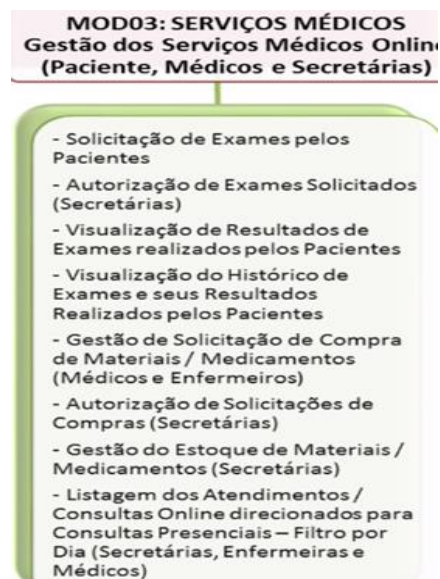 MOD03: SERVIÇOS MÉDICOS
Gestão dos Serviços Médicos Online
(Paciente, Médicos e Secretárias)
- Solicitação de Exames pelos
Pacientes
- Autorização de Exames Solicitados
(Secretárias)
- Visualização de Resultados de
Exames realizados pelos Pacientes
- Visualização do Histórico de
Exames e seus Resultados
Realizados pelos Pacientes
- Gestão de Solicitação de Compra
de Materiais / Medicamentos
(Médicos e Enfermeiros)
- Autorização de Solicitações de
Compras (Secretárias)
- Gestão do Estoque de Materiais /
Medicamentos (Secretárias)
- Listagem dos Atendimentos /
Consultas Online direcionados para
Consultas Presenciais – Filtro por
Dia (Secretárias, Enfermeiras e
Médicos)